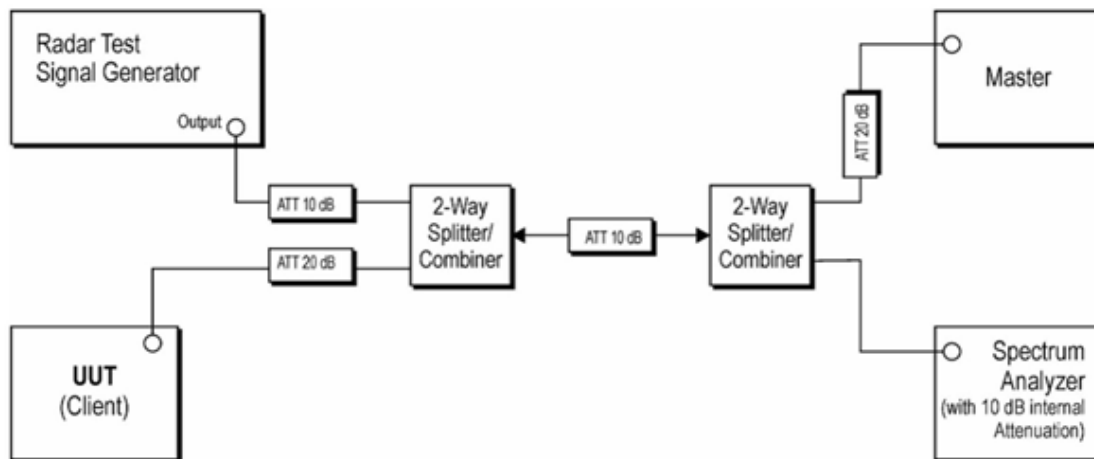 Radar Test
Signal Generator
Output
ATT 10 dB
ATT 20 dB
2-Way
Splitter/
Combiner
ATT 10 dB
2-Way
Splitter/
Combiner
ATT 20 dB
Master
UUT
(Client)
Spectrum
Analyzer
(with 10 dB internal
Attenuation)